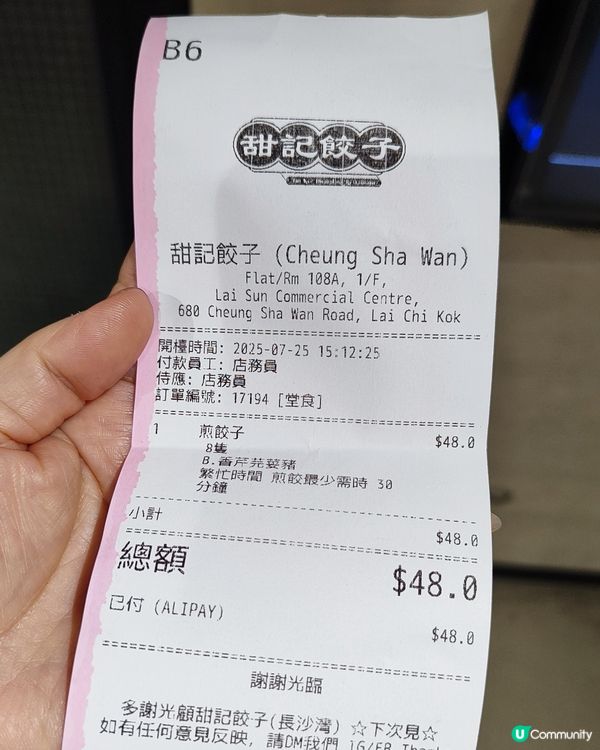 B6
甜記餃子
甜記餃子 (Cheung Sha Wan)
Flat/Rm 108A, 1/F,
Lai Sun Commercial Centre,
680 Cheung Sha Wan Road, Lai Chi Kok
開檯時間: 2025-07-25 15:12:25
付款員工: 店務員
侍應: 店務員
訂單編號: 17194 [堂食]
1 煎餃子 $48.0
8隻
B.香芹芫荽豬
繁忙時間 煎餃最少需時 30
分鐘
小計 $48.0
總額 $48.0
已付 (ALIPAY) $48.0
謝謝光臨
多謝光顧甜記餃子(長沙灣) ☆下次見☆
如有任何意見反映, 請DM我們 IG/FB
U Community